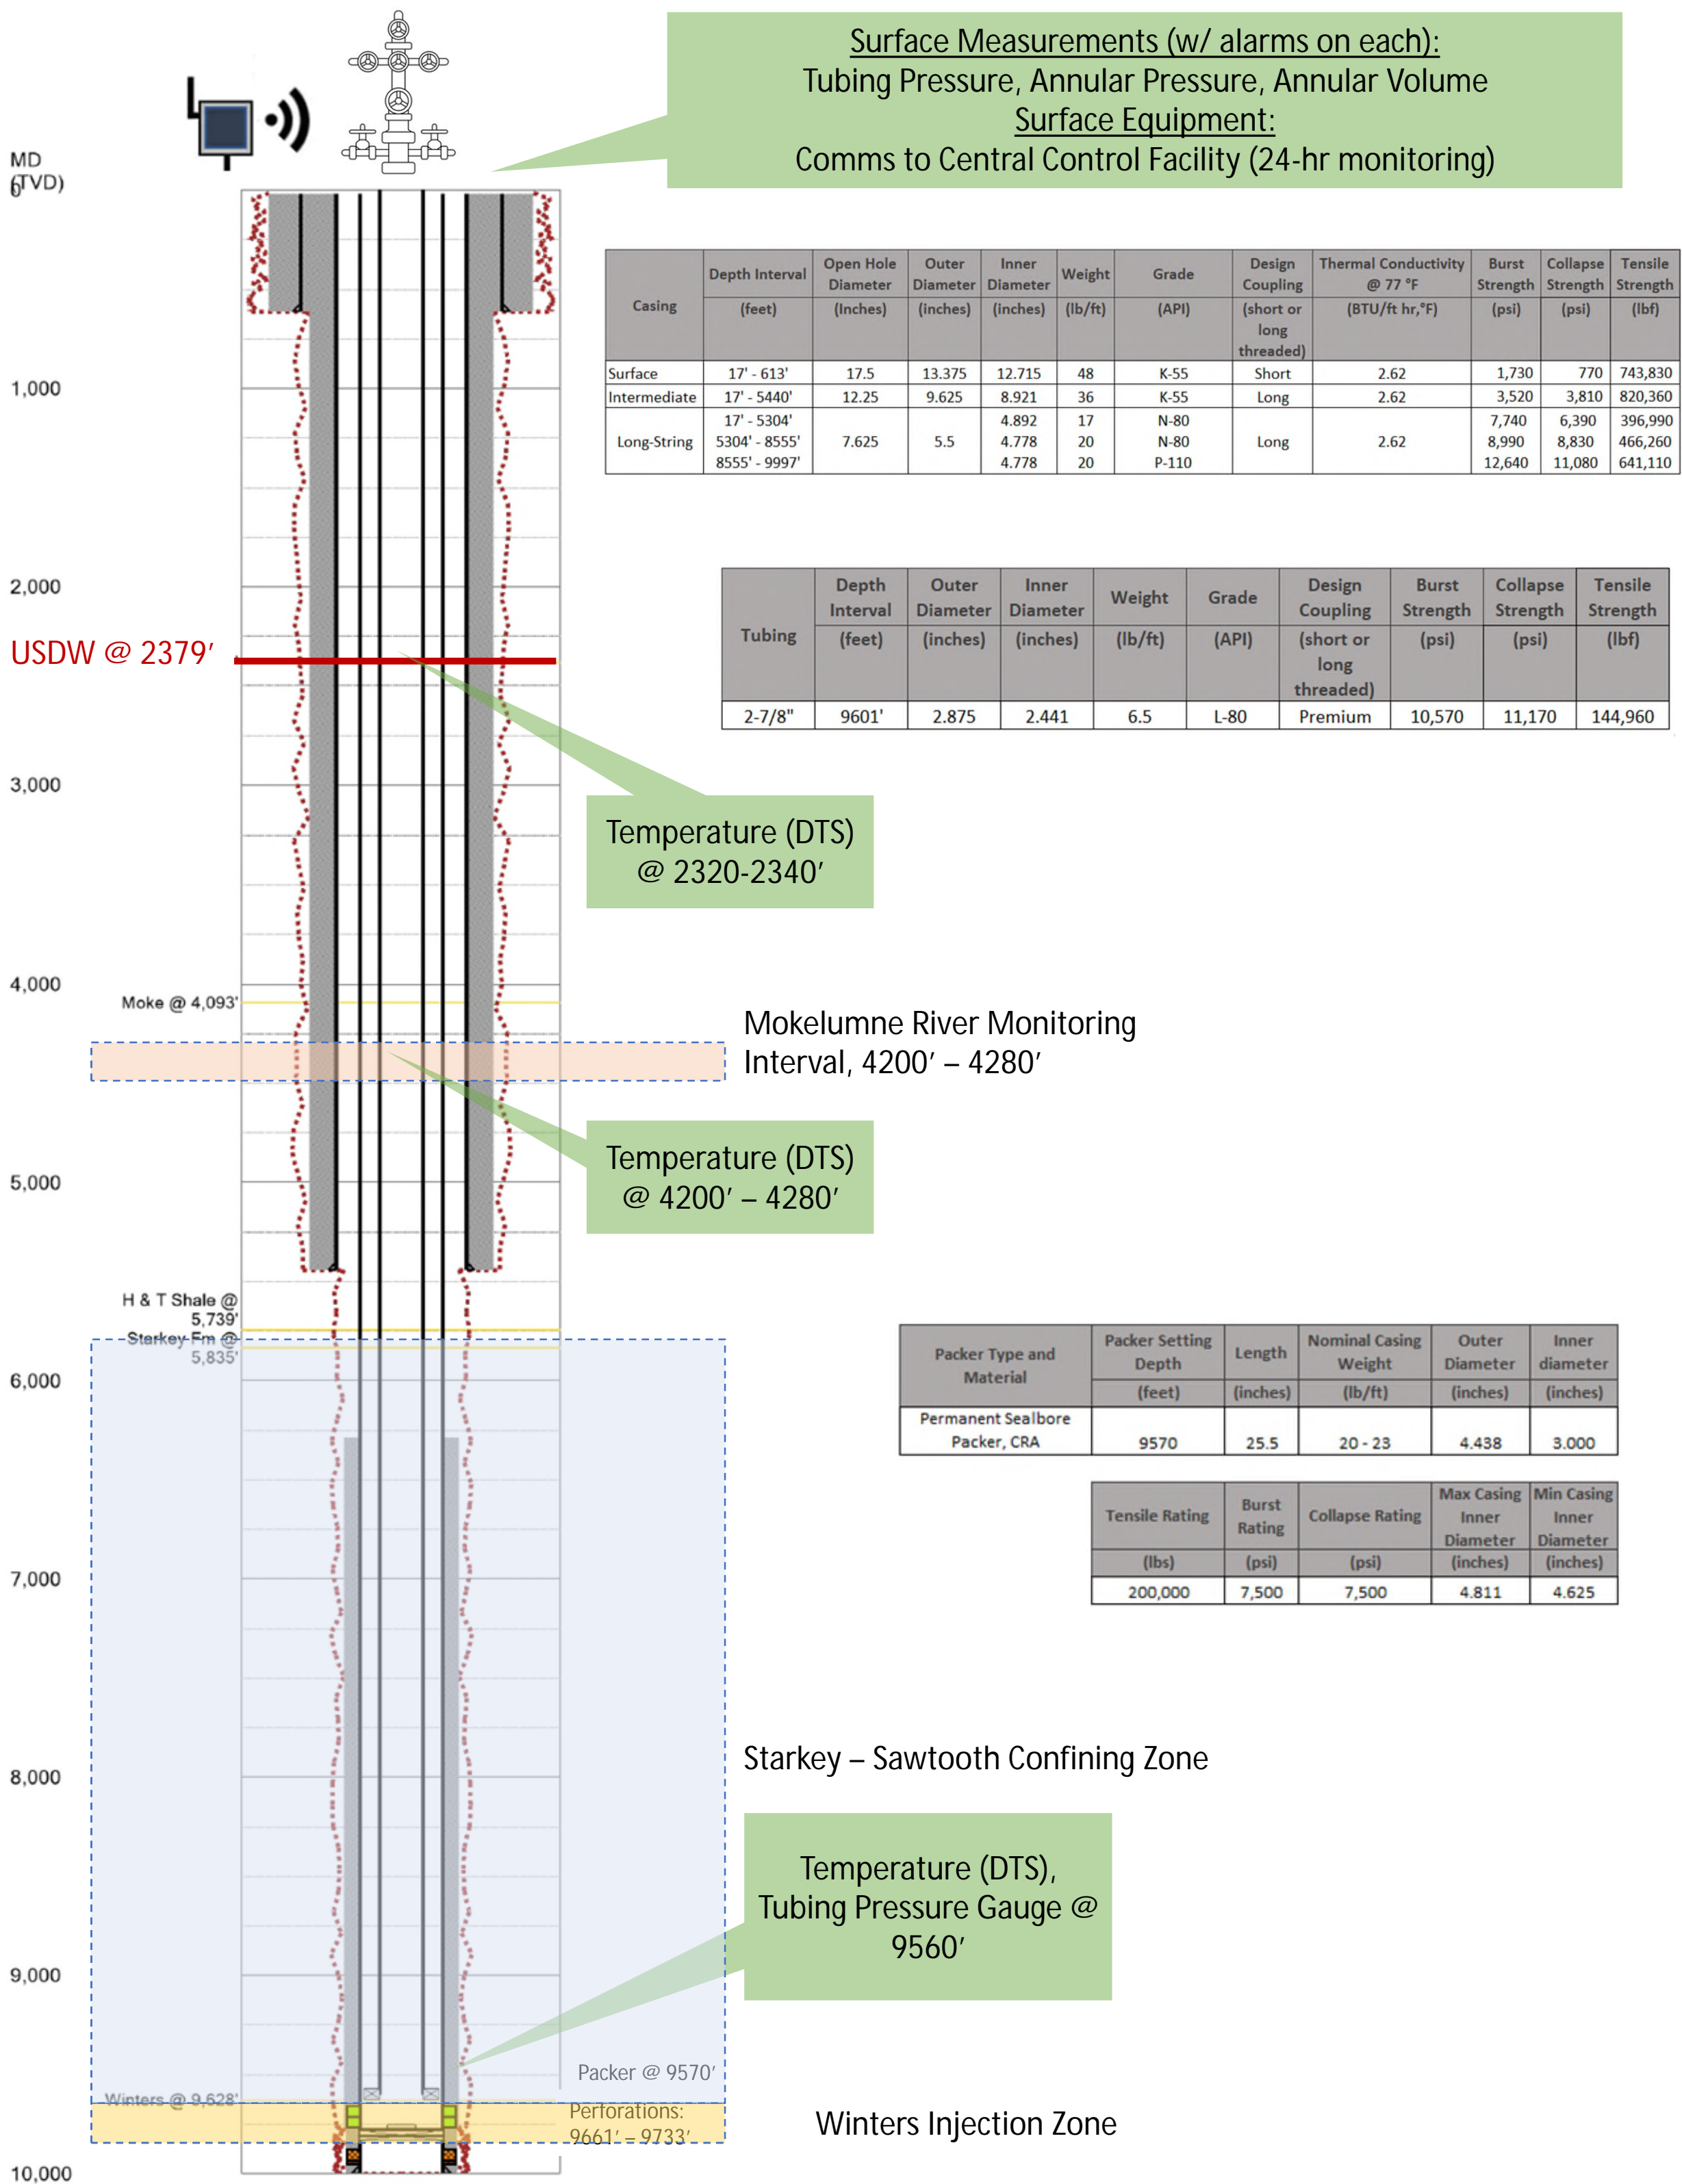 Surface Measurements (w/ alarms on each):
Tubing Pressure, Annular Pressure, Annular Volume
Surface Equipment:
Comms to Central Control Facility (24-hr monitoring)
MD
(TVD)
0
Casing Depth Interval Open Hole Diameter Outer Diameter Inner Diameter Weight Grade Design Coupling Thermal Conductivity @ 77 °F Burst Strength Collapse Strength Tensile Strength
(feet) (Inches) (inches) (inches) (lb/ft) (API) (short or long threaded) (BTU/ft hr,°F) (psi) (psi) (lbf)
Surface 17' - 613' 17.5 13.375 12.715 48 K-55 Short 2.62 1,730 770 743,830
Intermediate 17' - 5440' 12.25 9.625 8.921 36 K-55 Long 2.62 3,520 3,810 820,360
17' - 5304' 4.892 17 N-80 7,740 6,390 396,990
Long-String 5304' - 8555' 7.625 5.5 4.778 20 N-80 Long 2.62 8,990 8,830 466,260
8555' - 9997' 4.778 20 P-110 12,640 11,080 641,110
1,000
2,000
Tubing Depth Interval Outer Diameter Inner Diameter Weight Grade Design Coupling Burst Strength Collapse Strength Tensile Strength
(feet) (inches) (inches) (lb/ft) (API) (short or long threaded) (psi) (psi) (lbf)
2-7/8" 9601' 2.875 2.441 6.5 L-80 Premium 10,570 11,170 144,960
USDW @ 2379′
3,000
Temperature (DTS)
@ 2320-2340′
4,000
Moke @ 4,093'
Mokelumne River Monitoring
Interval, 4200′ – 4280′
Temperature (DTS)
@ 4200′ – 4280′
5,000
H & T Shale @
5,739'
Starkey Fm @
5,835'
6,000
Packer Type and Material Packer Setting Depth Length Nominal Casing Weight Outer Diameter Inner diameter
(feet) (inches) (lb/ft) (inches) (inches)
Permanent Sealbore
Packer, CRA 9570 25.5 20 - 23 4.438 3.000
Tensile Rating Burst Rating Collapse Rating Max Casing Inner Diameter Min Casing Inner Diameter
(lbs) (psi) (psi) (inches) (inches)
200,000 7,500 7,500 4.811 4.625
7,000
Starkey – Sawtooth Confining Zone
8,000
Temperature (DTS),
Tubing Pressure Gauge @
9560′
9,000
Packer @ 9570′
Winters @ 9,628'
Perforations:
9661′ – 9733′
Winters Injection Zone
10,000